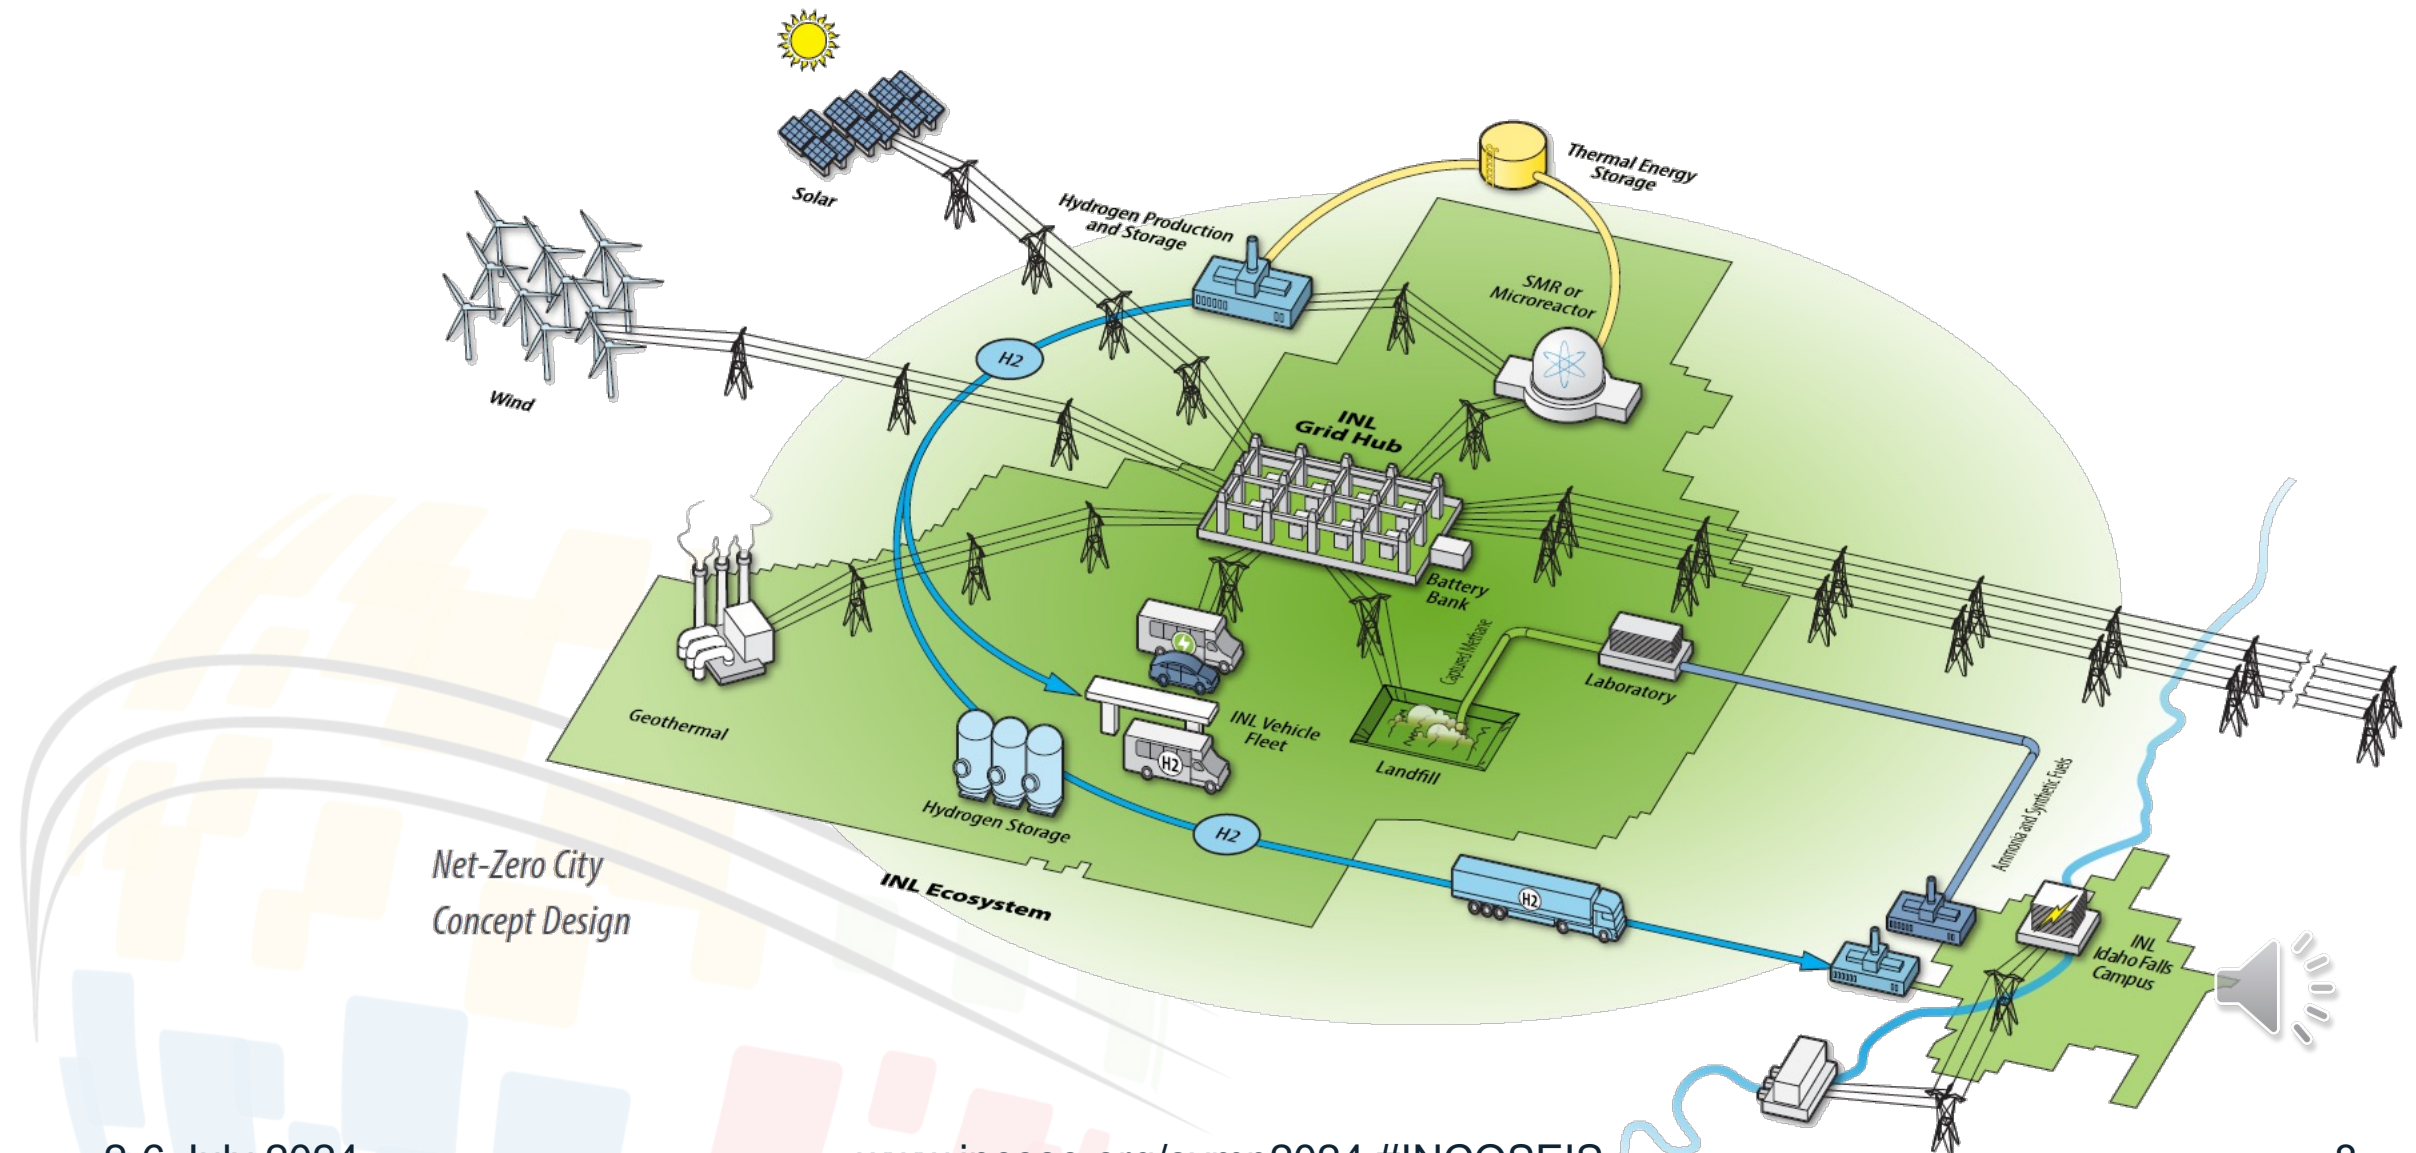 Solar
Thermal Energy
Storage
Hydrogen Production
and Storage
SMR or
Microreactor
H2
Wind
INL
Grid Hub
Battery
Bank
Captured Methane
Laboratory
Geothermal
INL Vehicle
Fleet
H2
Landfill
Hydrogen Storage
H2
Ammonia and Synthetic Fuels
Net-Zero City
Concept Design
INL Ecosystem
H2
INL
Idaho Falls
Campus